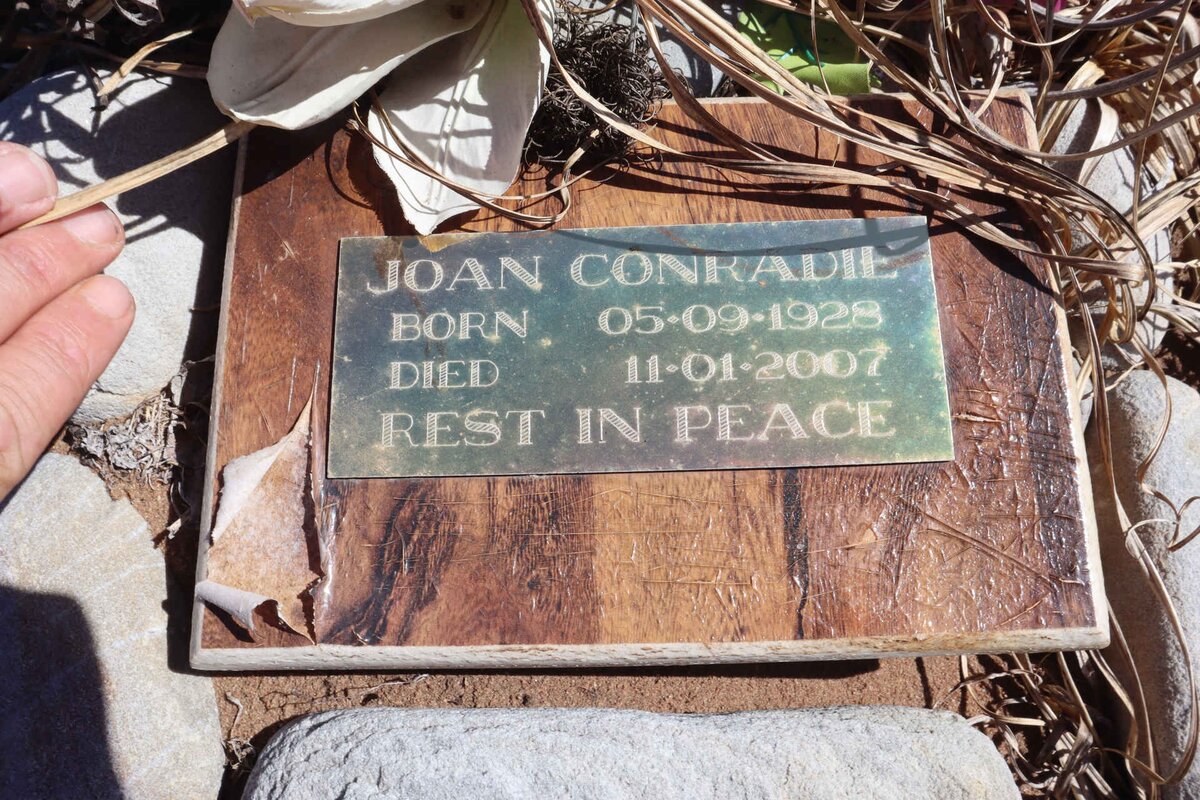 JOAN CONRADIE
BORN 05·09·1928
DIED 11·01·2007
REST IN PEACE